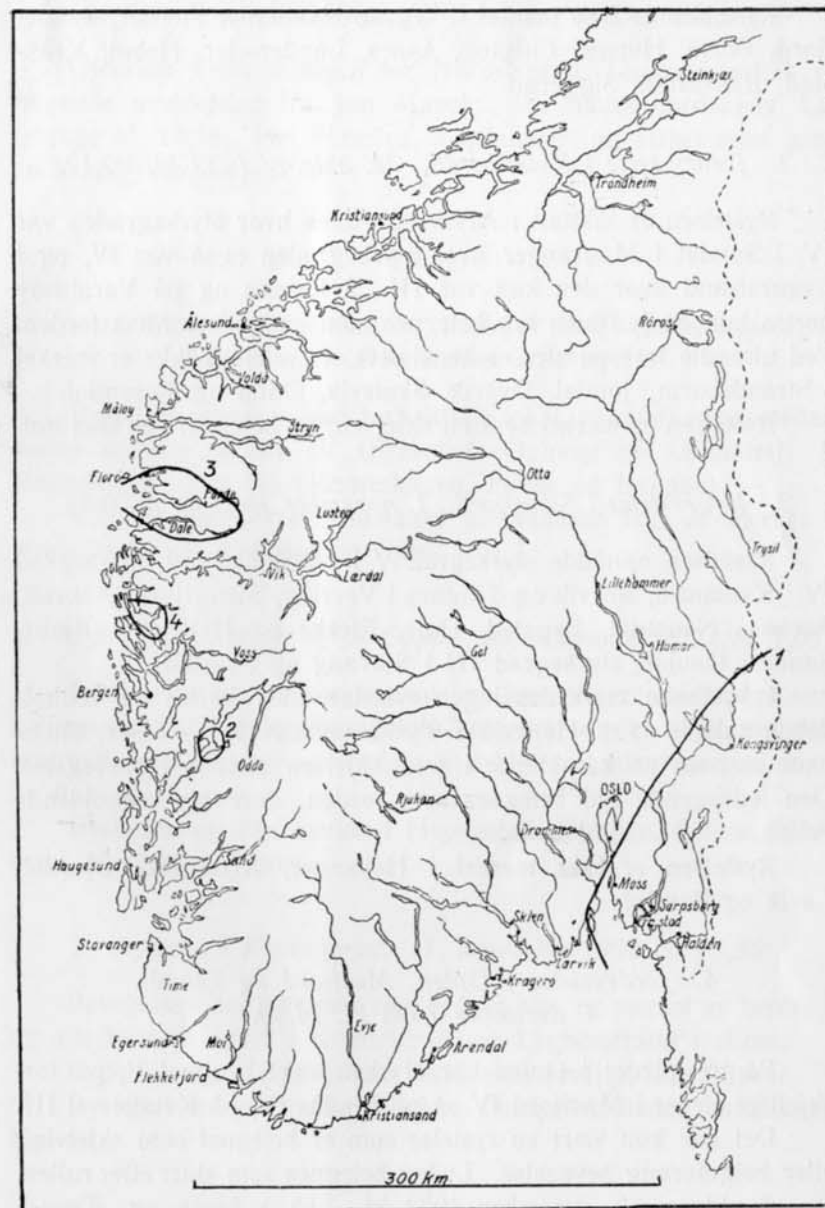 Steinkjær
Trondheim
Kristiansund
Røros
Ålesund
Volda
Måløy
Stryn
3
Florø
Førde
Otta
Dale
Luster
Trysil
Vik
Lærdal
Lillehammer
4
Gol
Hamar
Voss
1
Bergen
2
Kongsvinger
Odda
OSLO
Rjukan
Drammen
Sand
Haugesund
Moss
Sarpsberg
Skien
Halden
Stavanger
Larvik
Time
Kragerø
Evje
Egersund
Moi
Arendal
Flekkefjord
Kristiansand
300 km